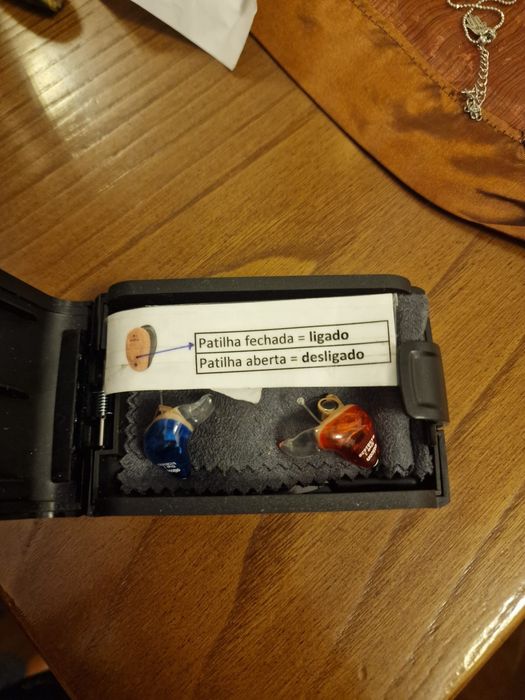 Patilha fechada = ligado
Patilha aberta = desligado